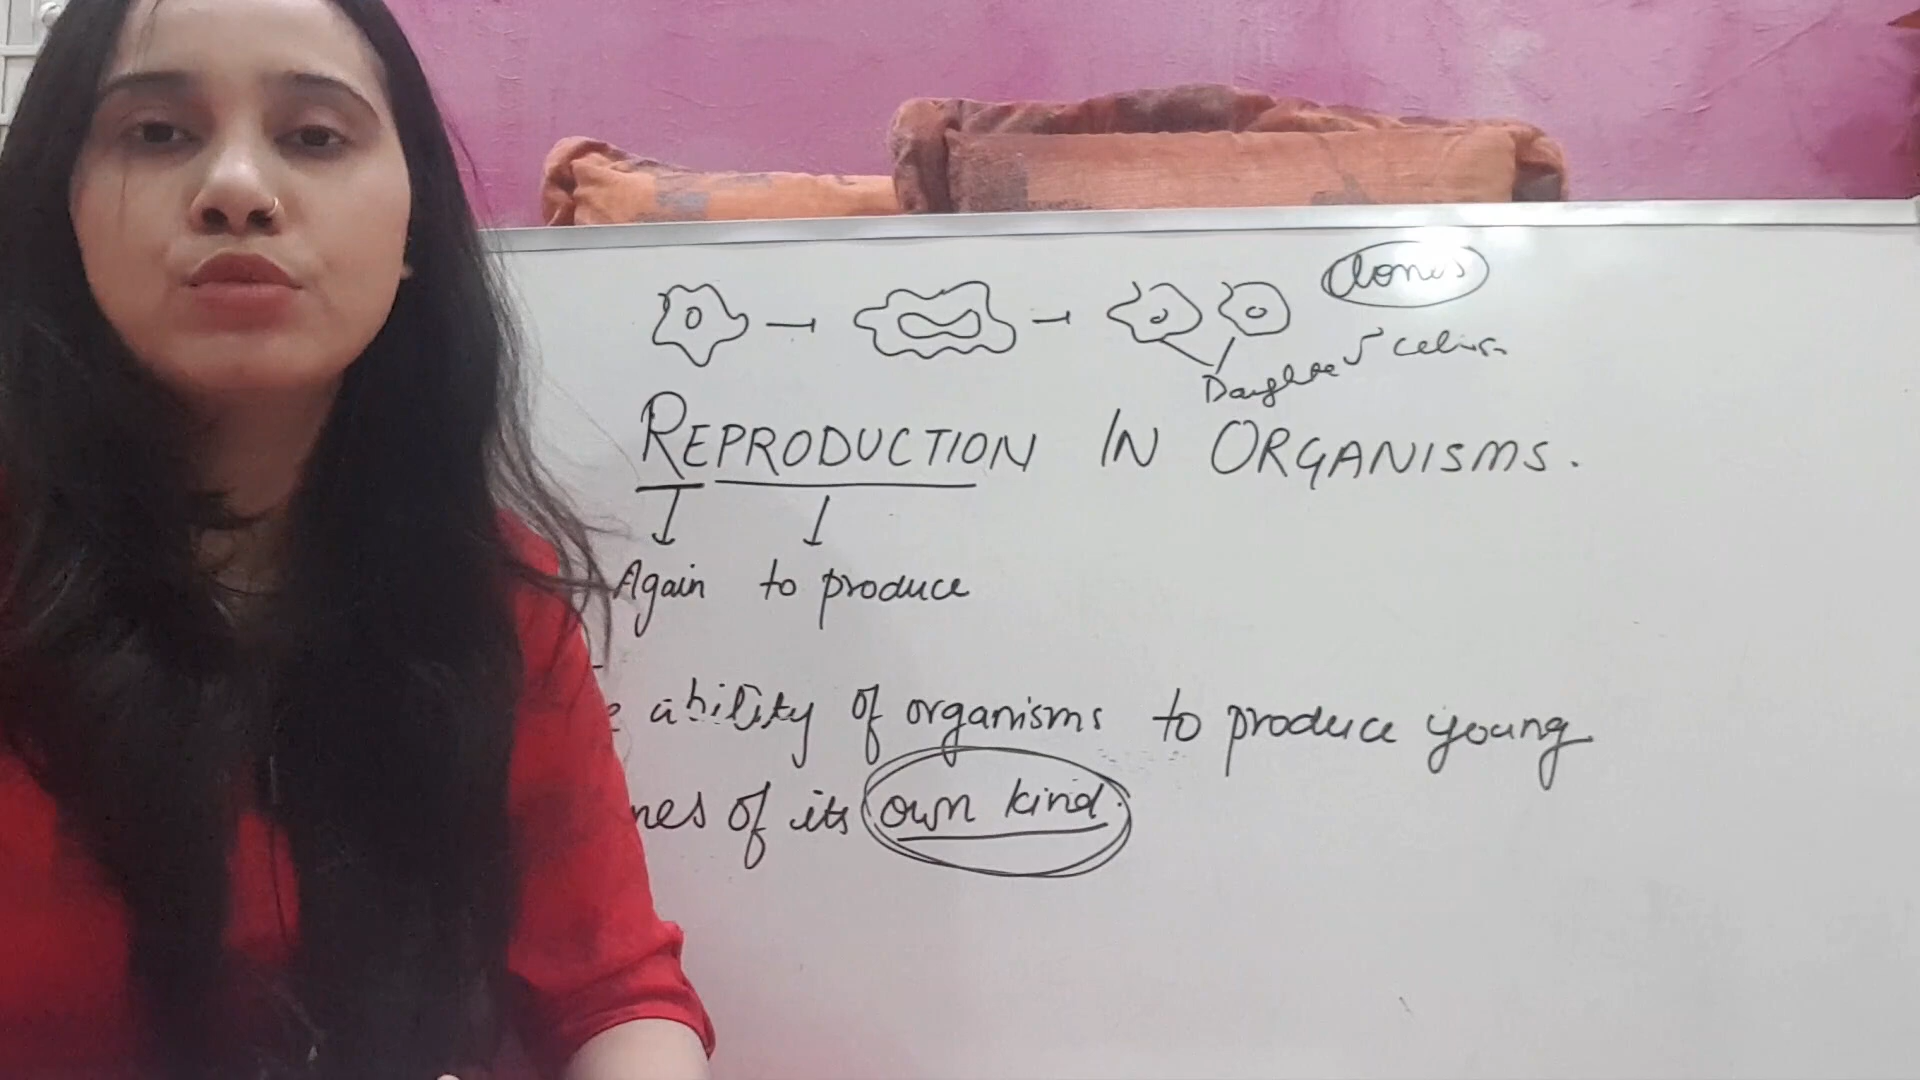 clones
Daughter cells
REPRODUCTION IN ORGANISMS.
Again to produce
ability of organisms to produce young
nes of its own kind.